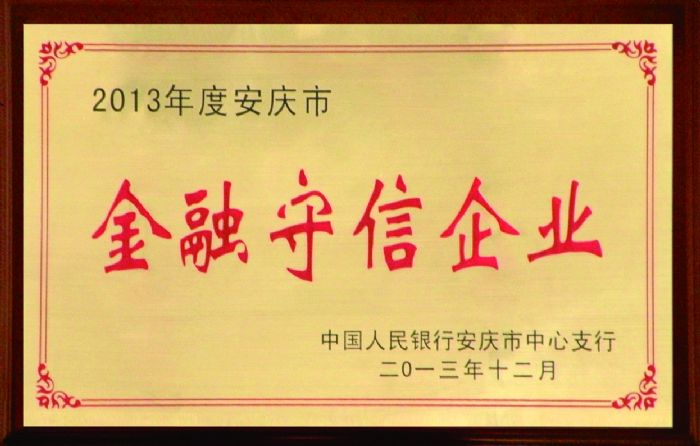 2013年度安庆市
金融守信企业
中国人民银行安庆市中心支行
二0一三年十二月